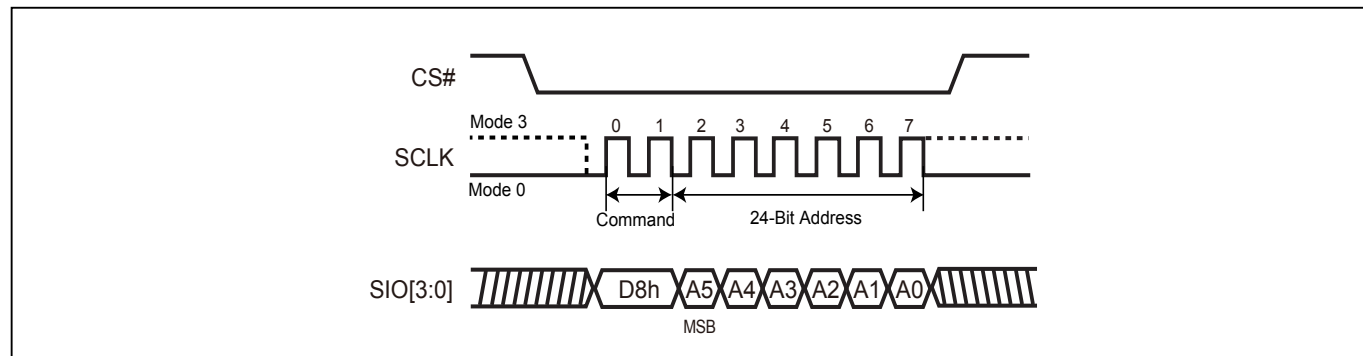 CS#
Mode 3
0 1 2 3 4 5 6 7
SCLK
Mode 0
Command
24-Bit Address
SIO[3:0]
D8h A5 A4 A3 A2 A1 A0
MSB